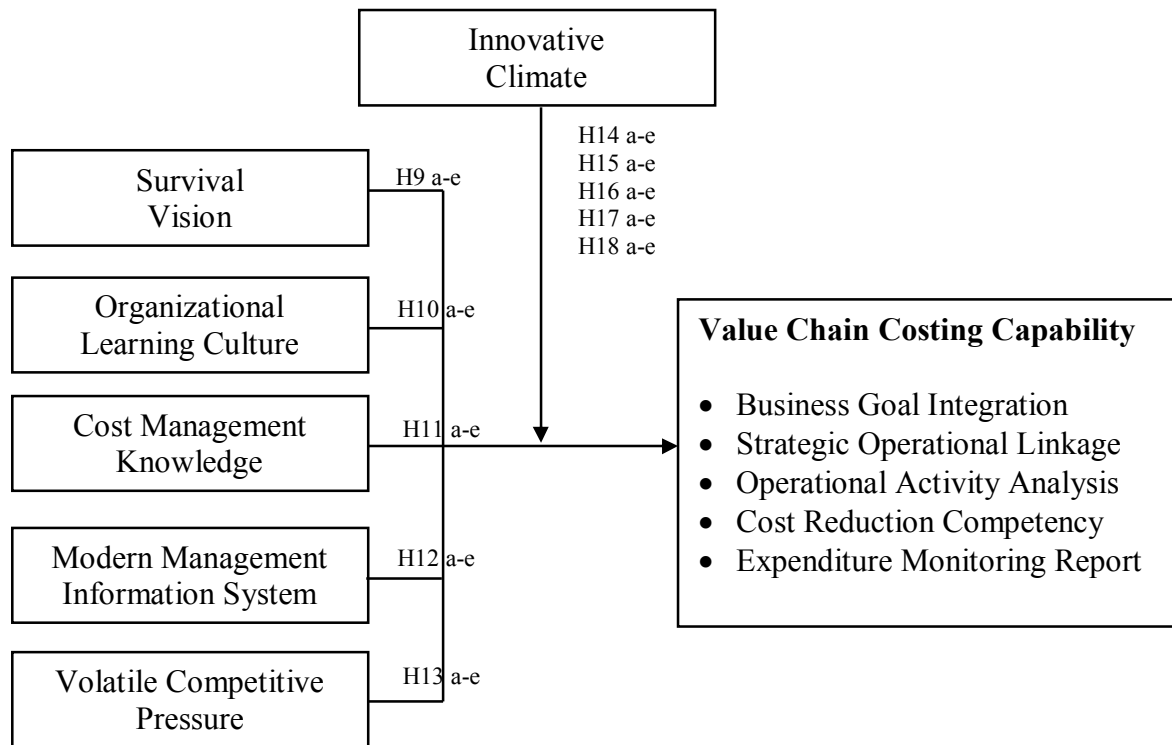 Innovative
Climate
H14 a-e
H15 a-e
H16 a-e
H17 a-e
H18 a-e
Survival
Vision
H9 a-e
Organizational
Learning Culture
H10 a-e
Cost Management
Knowledge
H11 a-e
Modern Management
Information System
H12 a-e
Volatile Competitive
Pressure
H13 a-e
Value Chain Costing Capability
• Business Goal Integration
• Strategic Operational Linkage
• Operational Activity Analysis
• Cost Reduction Competency
• Expenditure Monitoring Report